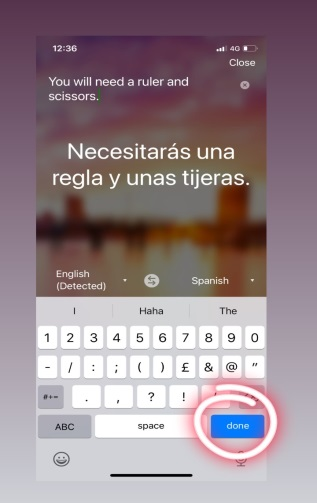 12:36
4G
Close
You will need a ruler and
scissors.
Necesitarás una
regla y unas tijeras.
English
(Detected)
Spanish
I Haha The
1 2 3 4 5 6 7 8 9 0
- / : ; ( ) £ & @ "
#+= . , ? ! '
ABC space done